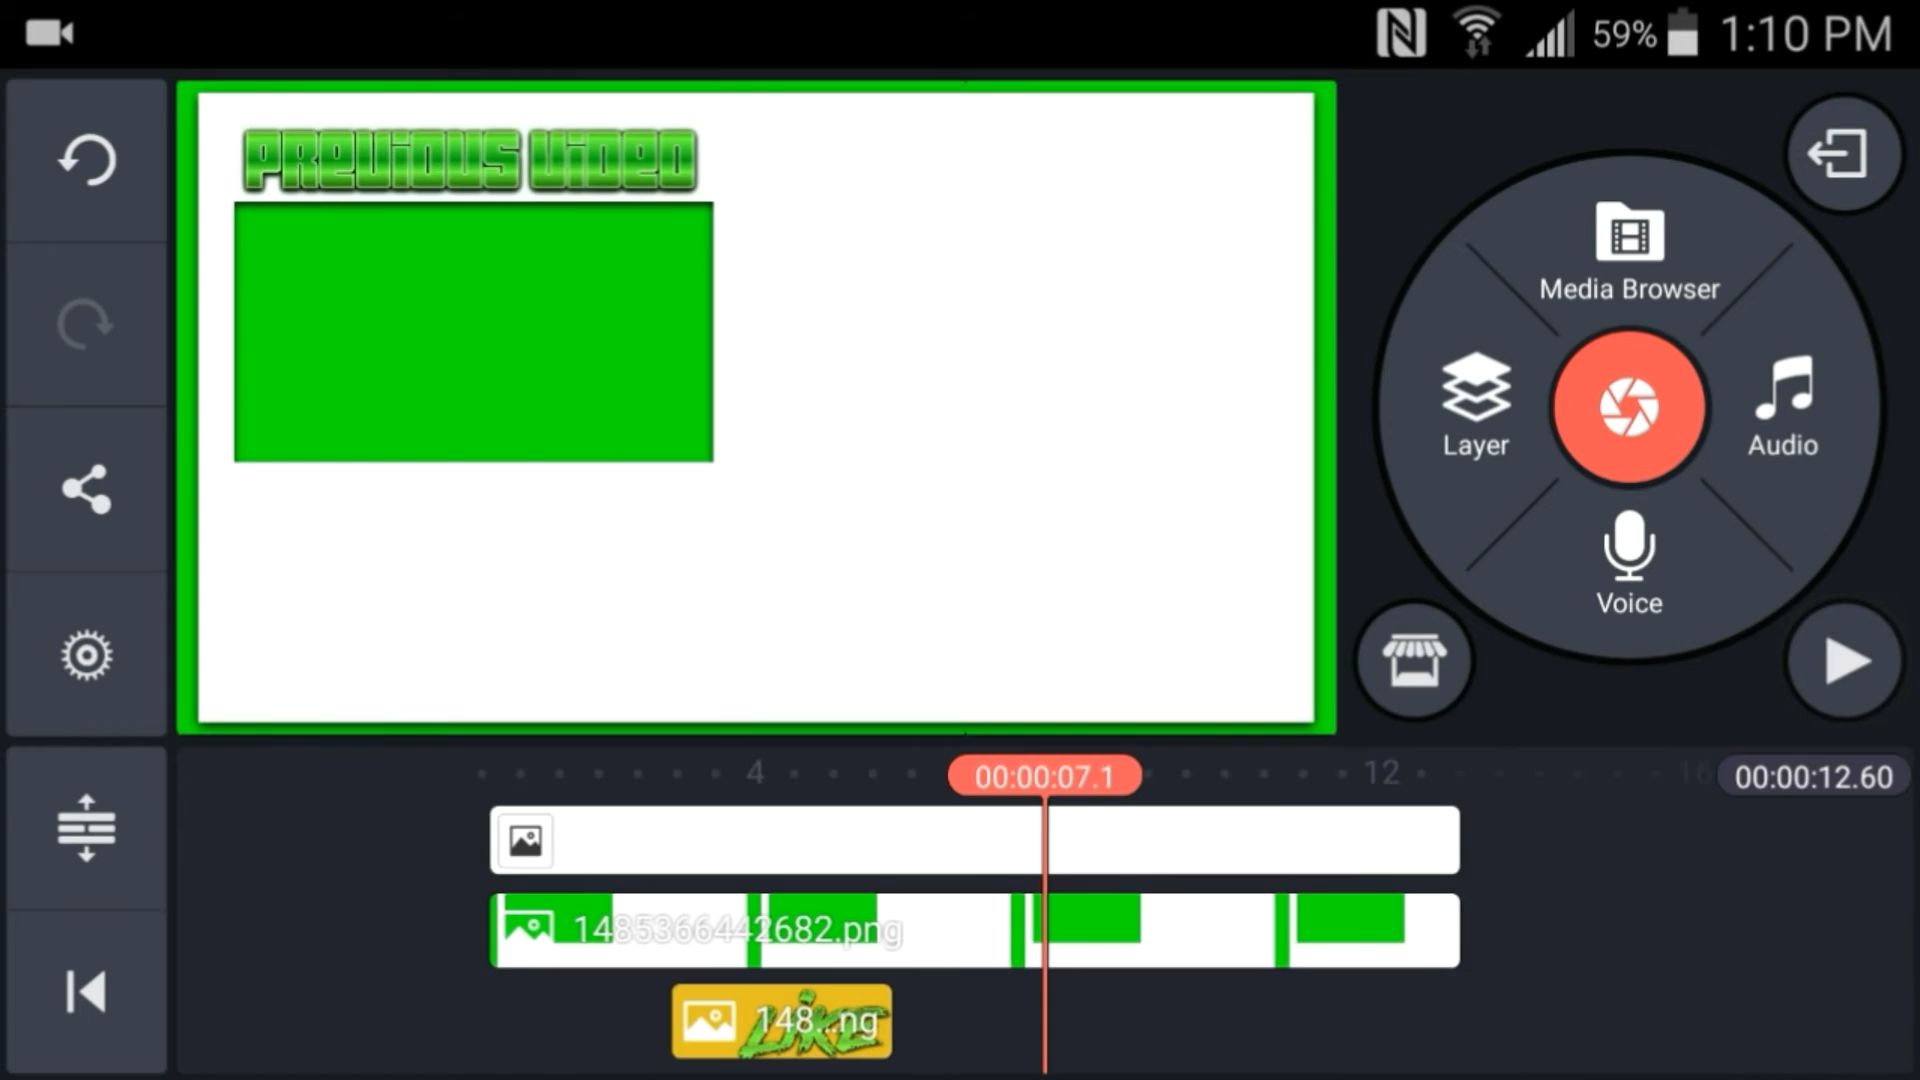 59% 1:10 PM
PREVIOUS VIDEO
Media Browser
Layer
Audio
Voice
4
00:00:07.1
12
16
00:00:12.60
1485366442682.png
148...ng
LIKE